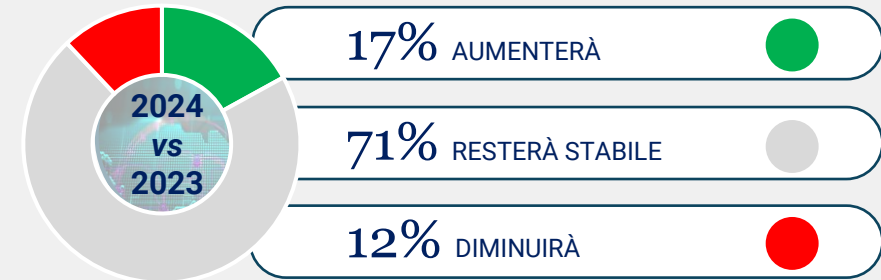 2024
vs
2023
17% AUMENTERÀ
71% RESTERÀ STABILE
12% DIMINUIRÀ